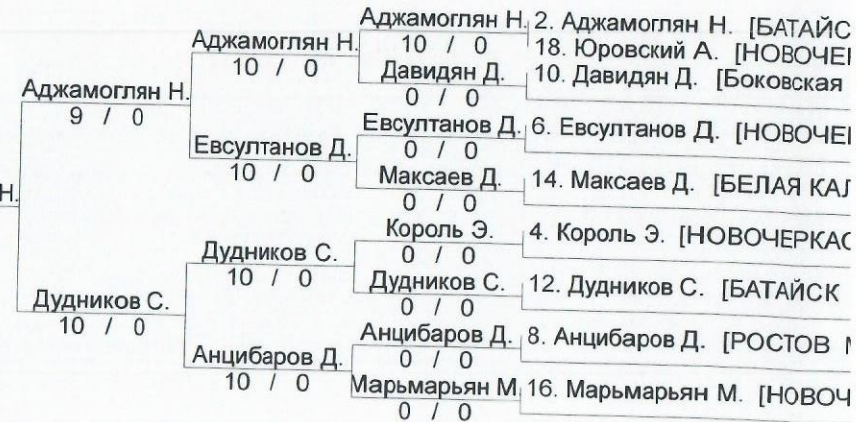 Аджамоглян Н. 2. Аджамоглян Н. [БАТАЙС
Аджамоглян Н. 10 / 0 18. Юровский А. [НОВОЧЕ
10 / 0 Давидян Д. 10. Давидян Д. [Боковская
Аджамоглян Н. 0 / 0
9 / 0 Евсултанов Д. 6. Евсултанов Д. [НОВОЧЕ
Евсултанов Д. 0 / 0
10 / 0 Максаев Д. 14. Максаев Д. [БЕЛАЯ КАЛ
Н. 0 / 0
Король Э. 4. Король Э. [НОВОЧЕРКАС
Дудников С. 0 / 0
10 / 0 Дудников С. 12. Дудников С. [БАТАЙСК
Дудников С. 0 / 0
10 / 0 Анцибаров Д. 8. Анцибаров Д. [РОСТОВ
Анцибаров Д. 0 / 0
10 / 0 Марьмарьян М 16. Марьмарьян М. [НОВОЧ
0 / 0